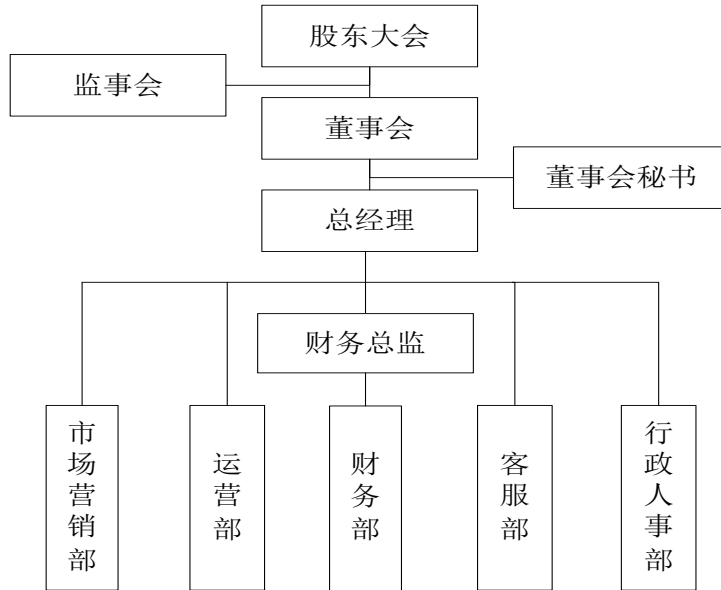 股东大会
监事会
董事会
董事会秘书
总经理
财务总监
市场营销部
运营部
财务部
客服部
行政人事部